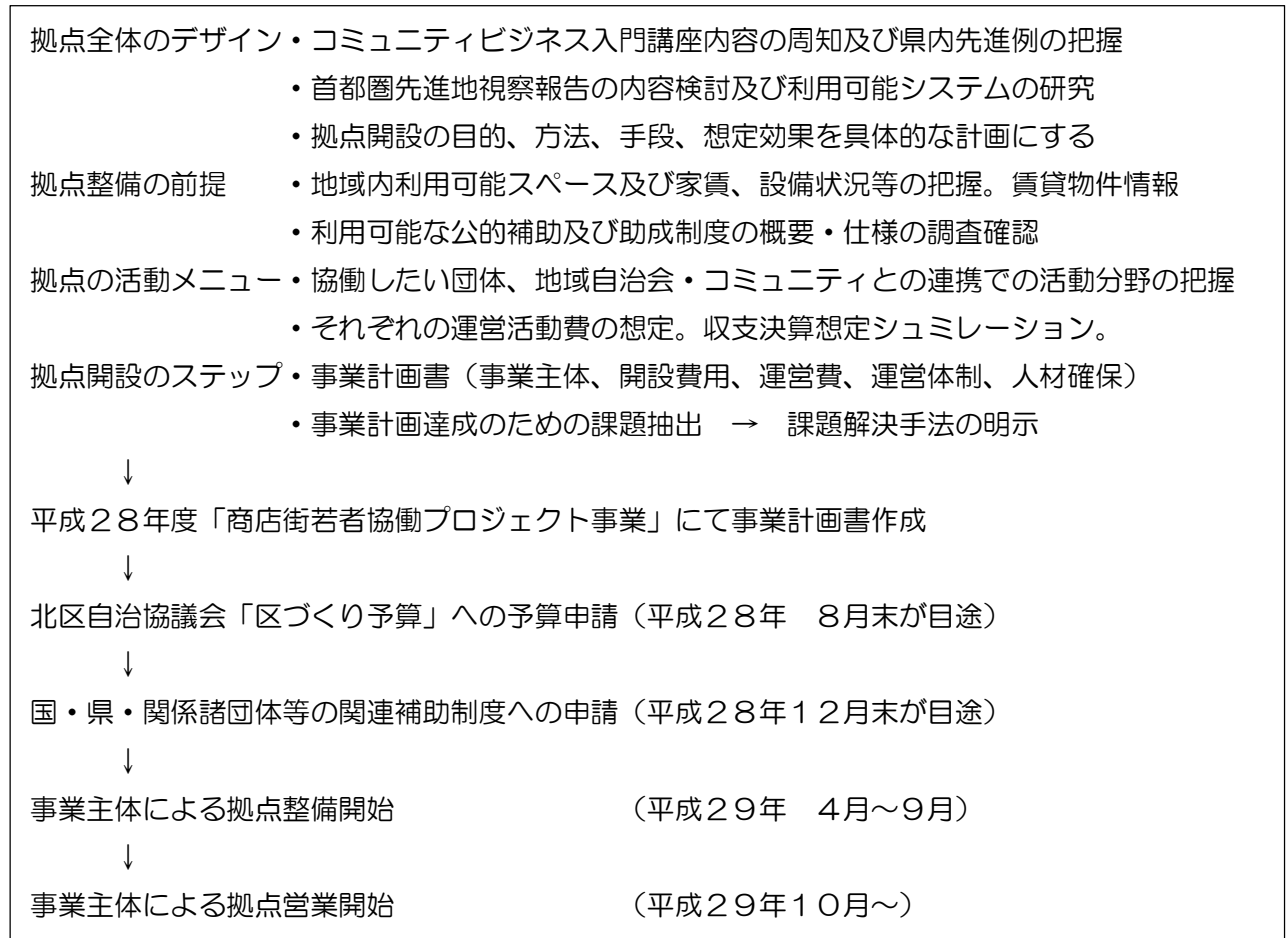 拠点全体のデザイン・コミュニティビジネス入門講座内容の周知及び県内先進例の把握
・首都圏先進地視察報告の内容検討及び利用可能システムの研究
・拠点開設の目的、方法、手段、想定効果を具体的な計画にする
拠点整備の前提　　・地域内利用可能スペース及び家賃、設備状況等の把握。賃貸物件情報
・利用可能な公的補助及び助成制度の概要・仕様の調査確認
拠点の活動メニュー・協働したい団体、地域自治会・コミュニティとの連携での活動分野の把握
・それぞれの運営活動費の想定。収支決算想定シュミレーション。
拠点開設のステップ・事業計画書（事業主体、開設費用、運営費、運営体制、人材確保）
・事業計画達成のための課題抽出　→　課題解決手法の明示
↓
平成２８年度「商店街若者協働プロジェクト事業」にて事業計画書作成
↓
北区自治協議会「区づくり予算」への予算申請（平成２８年　８月末が目途）
↓
国・県・関係諸団体等の関連補助制度への申請（平成２８年１２月末が目途）
↓
事業主体による拠点整備開始　　　　　　　　（平成２９年　４月～９月）
↓
事業主体による拠点営業開始　　　　　　　　（平成２９年１０月～）